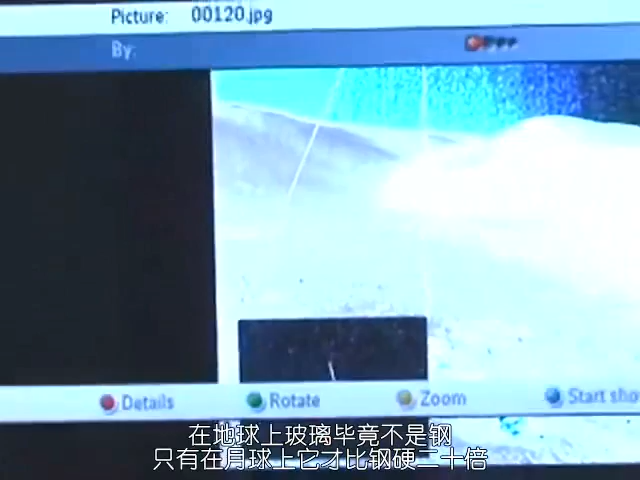 Picture: 00120.jpg
By:
Details Rotate Zoom Start sho
在地球上玻璃毕竟不是钢
只有在月球上它才比钢硬二十倍